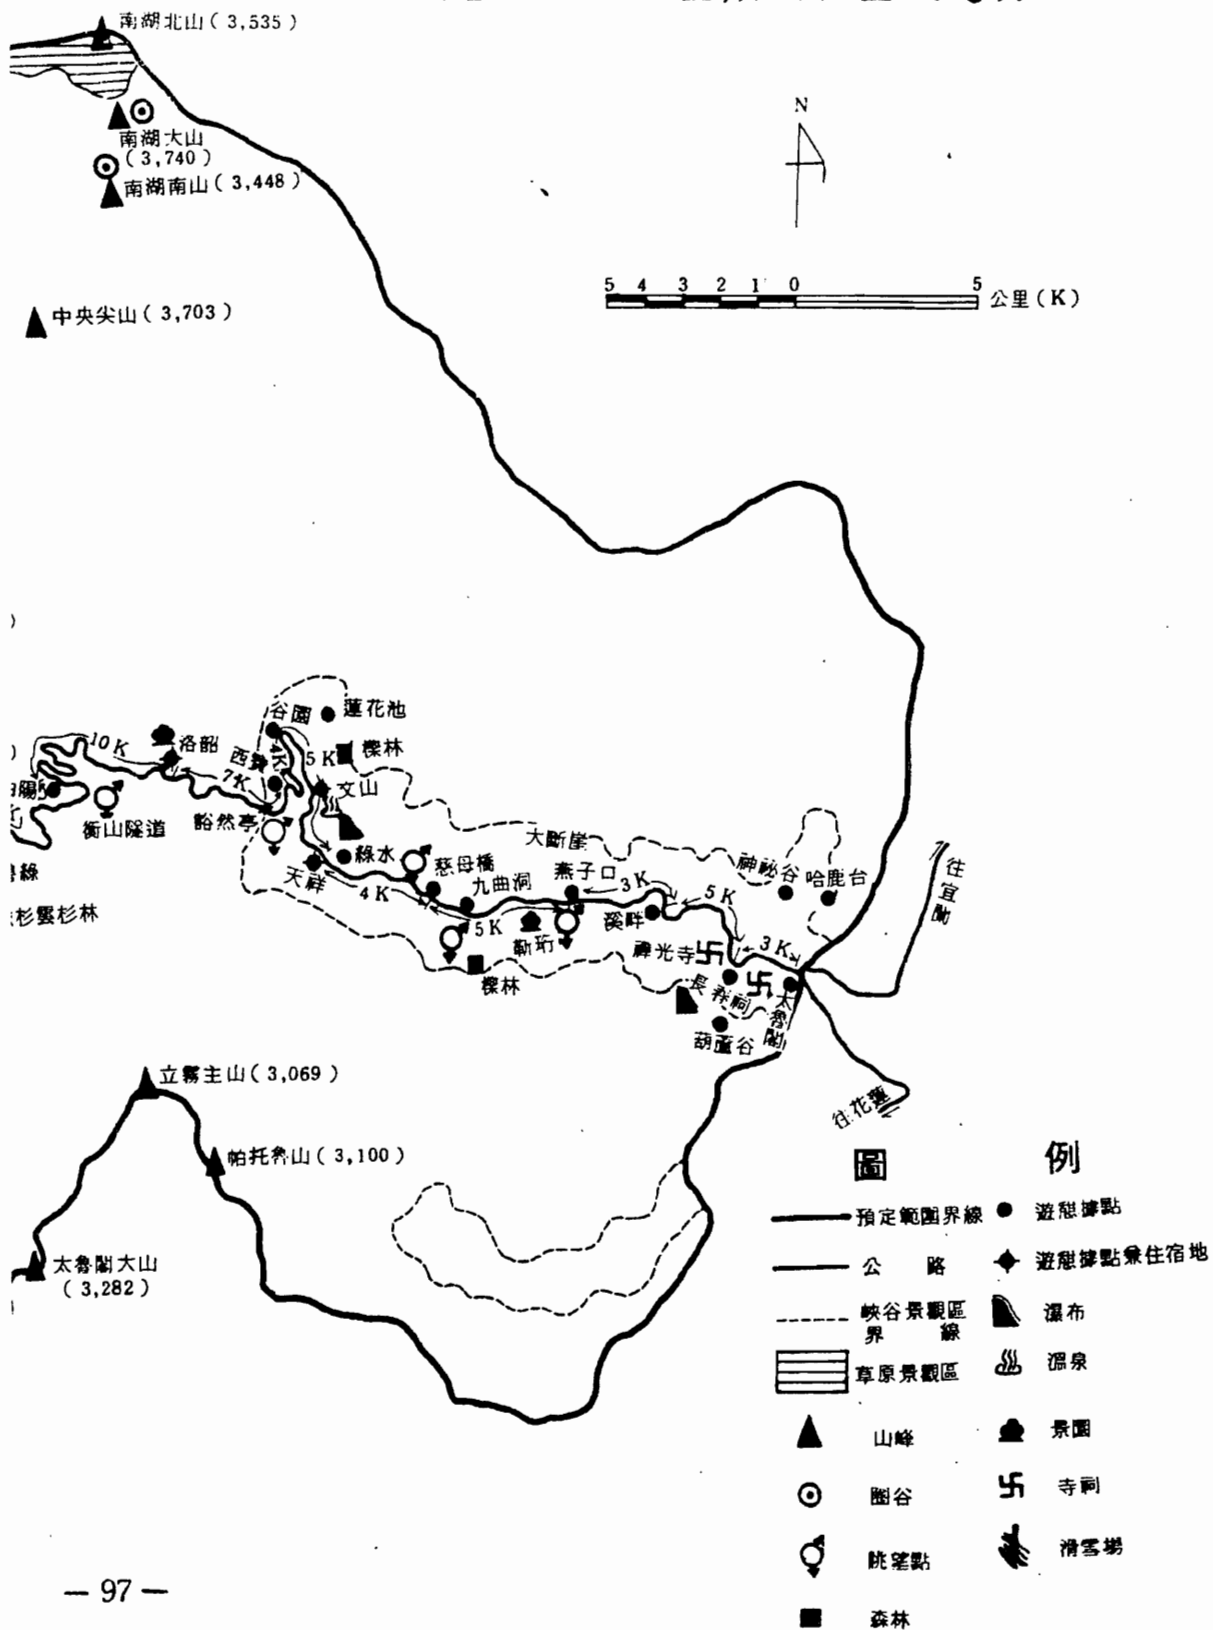 南湖北山(3,535)
南湖大山
(3,740)
南湖南山(3,448)
中央尖山(3,703)
N
5 4 3 2 1 0 5 公里(K)
谷園
蓮花池
10K
洛韶
西寶
4K
5K
櫟林
7K
文山
衡山隧道
豁然亭
大斷崖
綠水
慈母橋
燕子口
神祕谷
哈鹿台
往宜蘭
天祥
4K
九曲洞
3K
5K
杉雲杉林
5K
靳珩
溪畔
禪光寺
3K
櫟林
長春祠
太魯閣
葫蘆谷
立霧主山(3,069)
往花蓮
帕托魯山(3,100)
太魯閣大山
(3,282)
圖例
預定範圍界線
遊憩據點
公路
遊憩據點兼住宿地
峽谷景觀區
界線
瀑布
草原景觀區
溫泉
山峰
景園
圈谷
寺祠
眺望點
滑雪場
森林
— 97 —